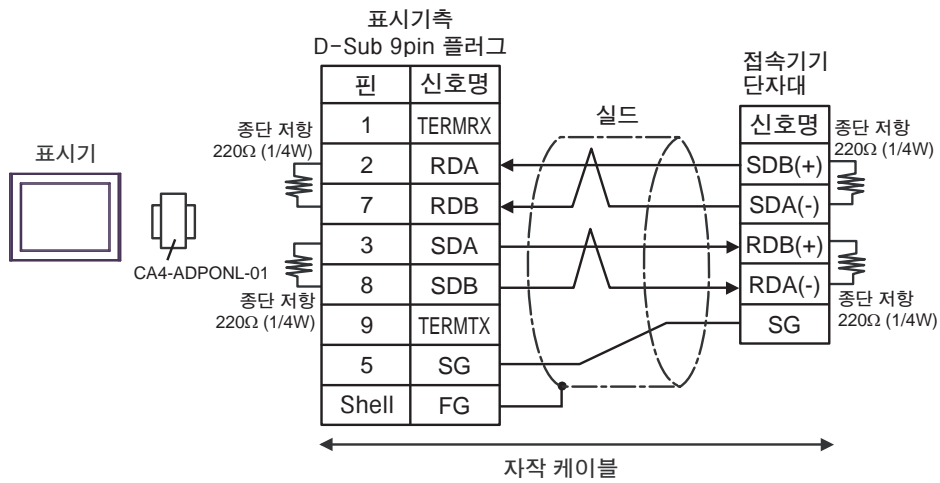 표시기측
D-Sub 9pin 플러그
표시기
CA4-ADPONL-01
종단 저항
220Ω (1/4W)
종단 저항
220Ω (1/4W)
핀 신호명
1 TERMRX
2 RDA
7 RDB
3 SDA
8 SDB
9 TERMTX
5 SG
Shell FG
실드
접속기기
단자대
신호명
SDB(+)
SDA(-)
RDB(+)
RDA(-)
SG
종단 저항
220Ω (1/4W)
종단 저항
220Ω (1/4W)
자작 케이블